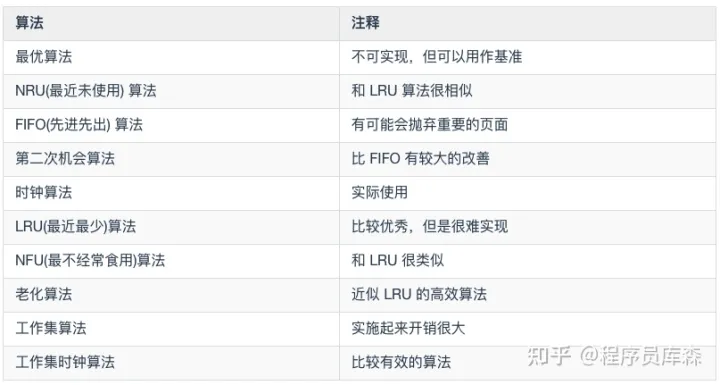 算法 注释
最优算法 不可实现，但可以用作基准
NRU(最近未使用) 算法 和 LRU 算法很相似
FIFO(先进先出) 算法 有可能会抛弃重要的页面
第二次机会算法 比 FIFO 有较大的改善
时钟算法 实际使用
LRU(最近最少)算法 比较优秀，但是很难实现
NFU(最不经常食用)算法 和 LRU 很类似
老化算法 近似 LRU 的高效算法
工作集算法 实施起来开销很大
工作集时钟算法 比较有效的算法
知乎 @程序员库森